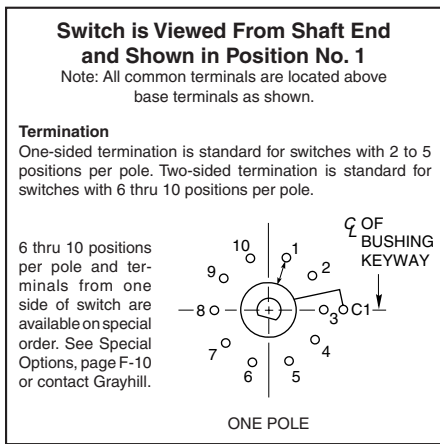 Switch is Viewed From Shaft End
and Shown in Position No. 1
Note: All common terminals are located above
base terminals as shown.
Termination
One-sided termination is standard for switches with 2 to 5
positions per pole. Two-sided termination is standard for
switches with 6 thru 10 positions per pole.
6 thru 10 positions
per pole and ter-
minals from one
side of switch are
available on special
order. See Special
Options, page F-10
or contact Grayhill.
℄ OF
BUSHING
KEYWAY
10
1
9
2
8
3
C1
7
4
6
5
ONE POLE